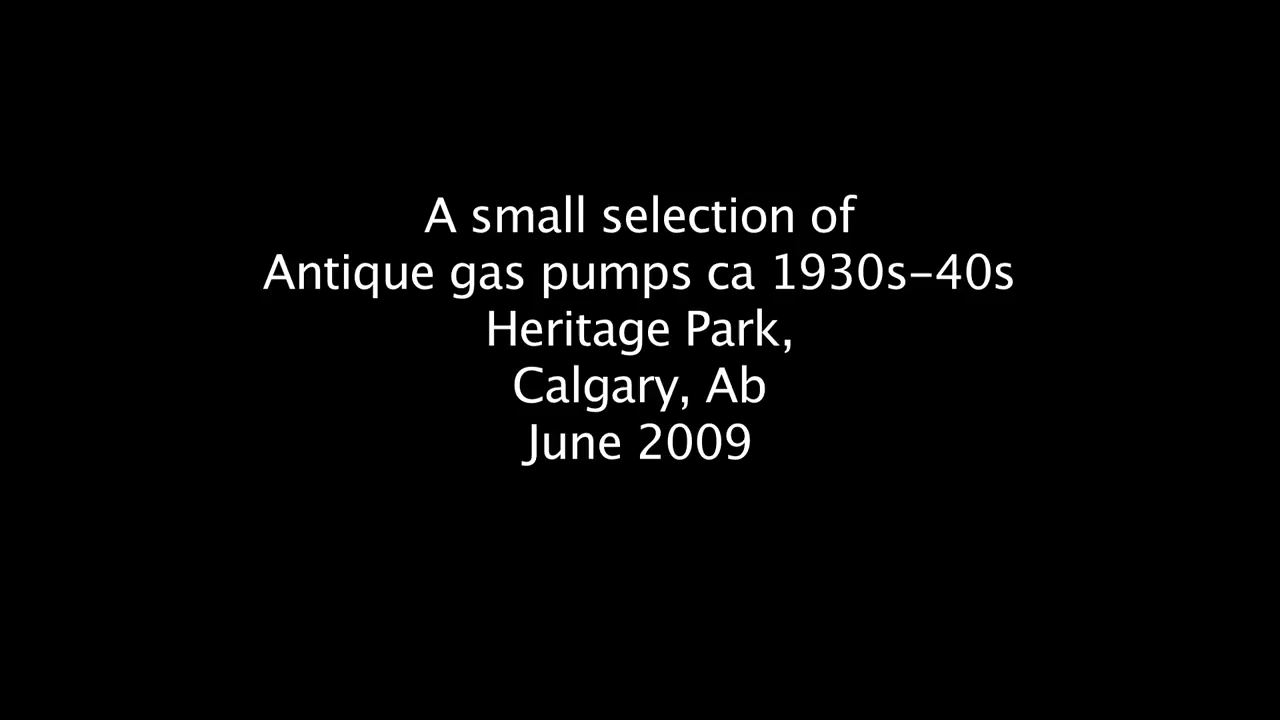 A small selection of
Antique gas pumps ca 1930s-40s
Heritage Park,
Calgary, Ab
June 2009